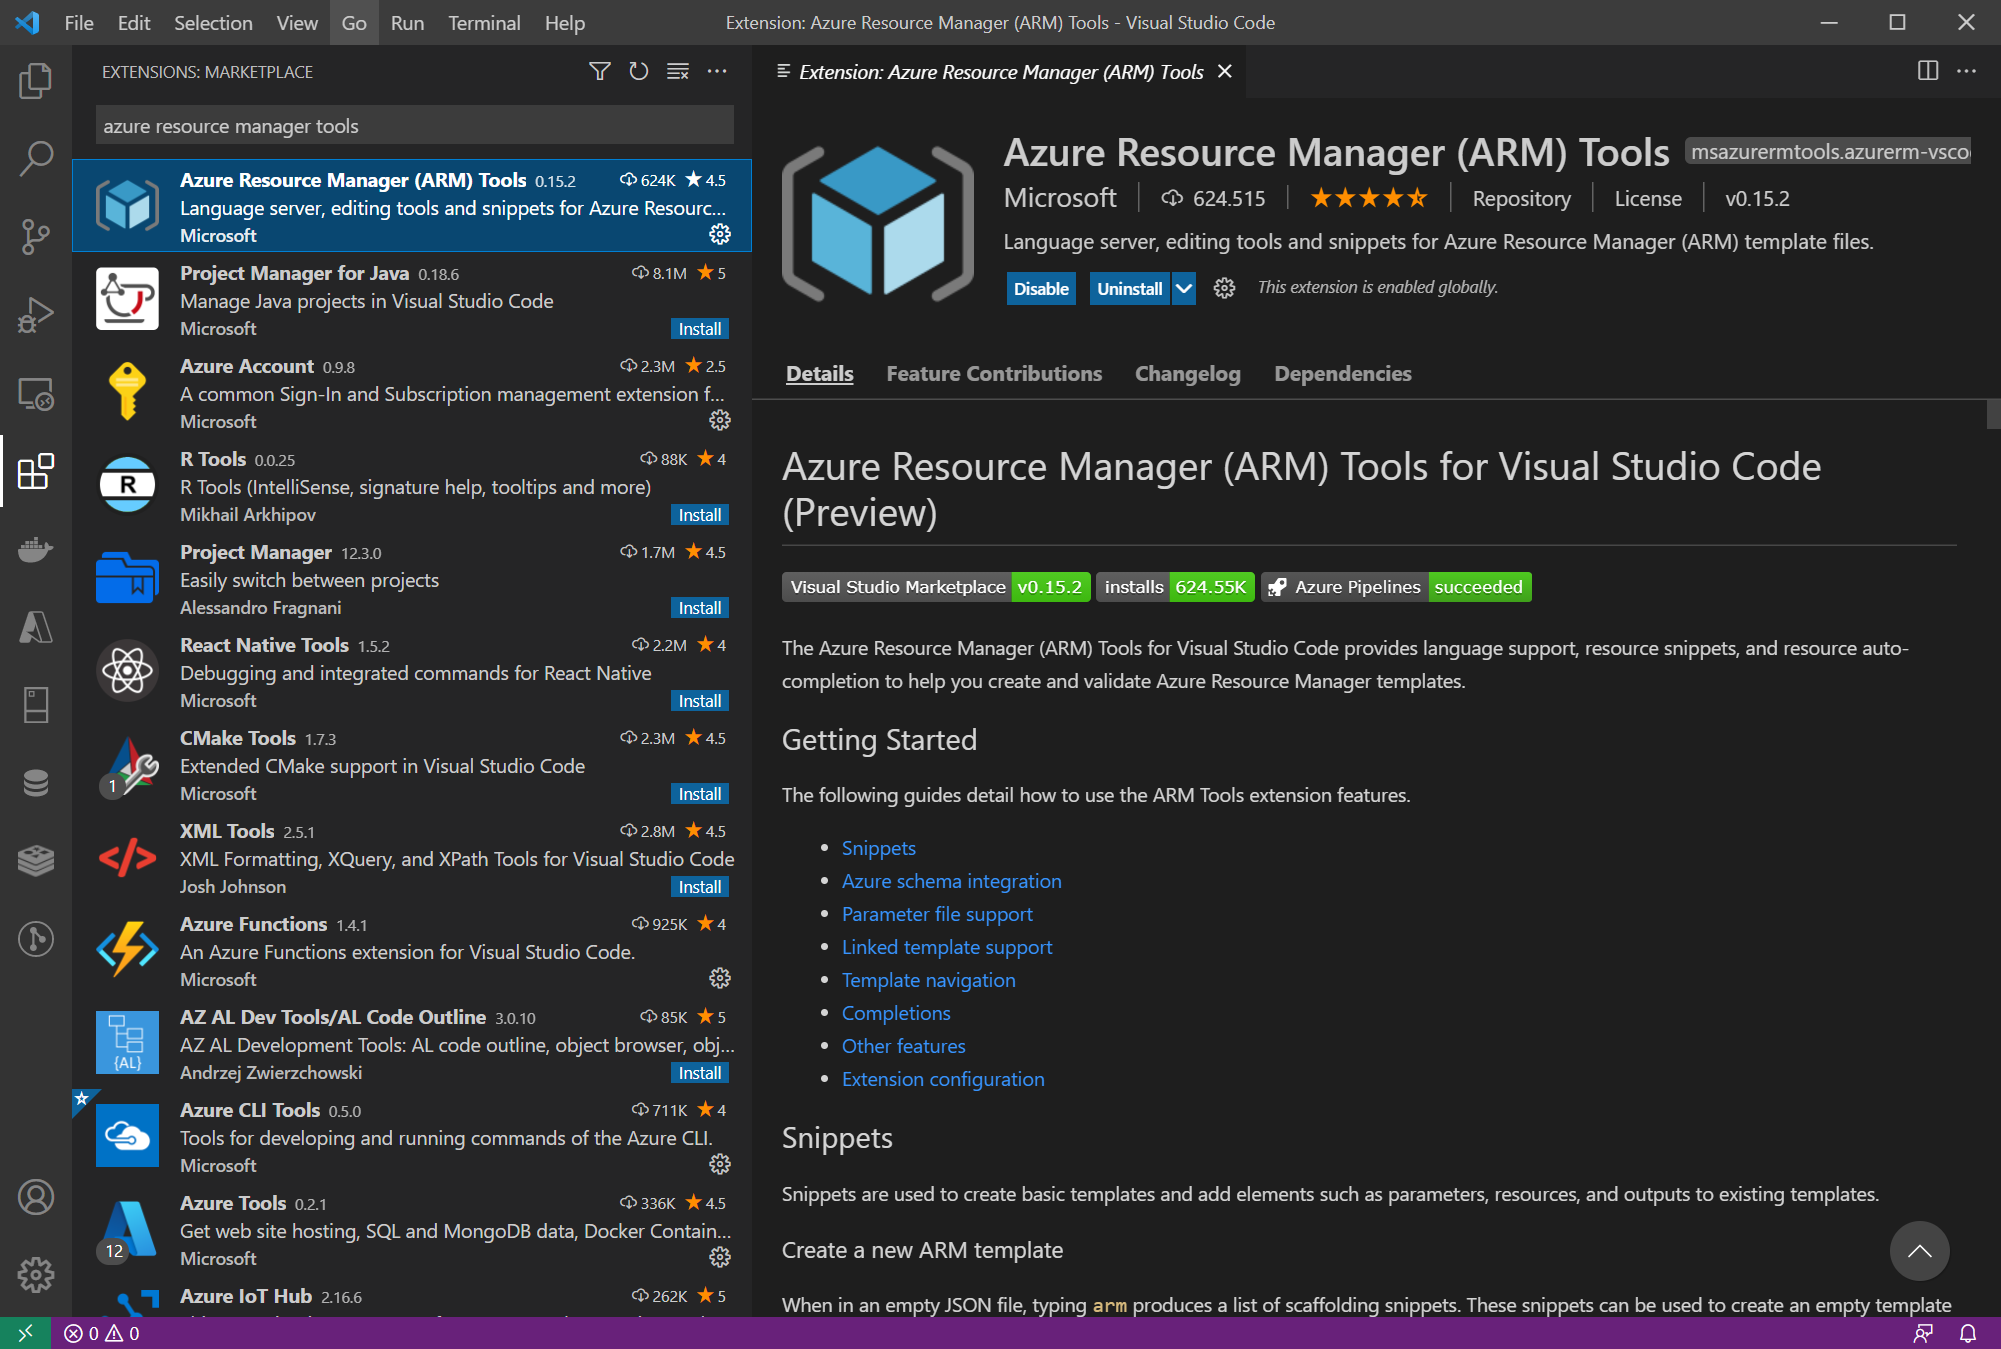 File Edit Selection View Go Run Terminal Help
Extension: Azure Resource Manager (ARM) Tools - Visual Studio Code
EXTENSIONS: MARKETPLACE
azure resource manager tools
Azure Resource Manager (ARM) Tools 0.15.2 624K 4.5
Language server, editing tools and snippets for Azure Resourc...
Microsoft
Project Manager for Java 0.18.6 8.1M 5
Manage Java projects in Visual Studio Code
Microsoft Install
Azure Account 0.9.8 2.3M 2.5
A common Sign-In and Subscription management extension f...
Microsoft
R
R Tools 0.0.25 88K 4
R Tools (IntelliSense, signature help, tooltips and more)
Mikhail Arkhipov Install
Project Manager 12.3.0 1.7M 4.5
Easily switch between projects
Alessandro Fragnani Install
React Native Tools 1.5.2 2.2M 4
Debugging and integrated commands for React Native
Microsoft Install
CMake Tools 1.7.3 2.3M 4.5
Extended CMake support in Visual Studio Code
1
Microsoft Install
XML Tools 2.5.1 2.8M 4.5
XML Formatting, XQuery, and XPath Tools for Visual Studio Code
Josh Johnson Install
Azure Functions 1.4.1 925K 4
An Azure Functions extension for Visual Studio Code.
Microsoft
AZ AL Dev Tools/AL Code Outline 3.0.10 85K 5
AZ AL Development Tools: AL code outline, object browser, obj...
{AL}
Andrzej Zwierzchowski Install
Azure CLI Tools 0.5.0 711K 4
Tools for developing and running commands of the Azure CLI.
Microsoft
Azure Tools 0.2.1 336K 4.5
Get web site hosting, SQL and MongoDB data, Docker Contain...
12
Microsoft
Azure IoT Hub 2.16.6 262K 5
0 0
Extension: Azure Resource Manager (ARM) Tools
Azure Resource Manager (ARM) Tools msazurermtools.azurerm-vsco
Microsoft 624.515 Repository License v0.15.2
Language server, editing tools and snippets for Azure Resource Manager (ARM) template files.
Disable Uninstall This extension is enabled globally.
Details Feature Contributions Changelog Dependencies
Azure Resource Manager (ARM) Tools for Visual Studio Code
(Preview)
Visual Studio Marketplace v0.15.2 installs 624.55K Azure Pipelines succeeded
The Azure Resource Manager (ARM) Tools for Visual Studio Code provides language support, resource snippets, and resource auto-
completion to help you create and validate Azure Resource Manager templates.
Getting Started
The following guides detail how to use the ARM Tools extension features.
• Snippets
• Azure schema integration
• Parameter file support
• Linked template support
• Template navigation
• Completions
• Other features
• Extension configuration
Snippets
Snippets are used to create basic templates and add elements such as parameters, resources, and outputs to existing templates.
Create a new ARM template
When in an empty JSON file, typing arm produces a list of scaffolding snippets. These snippets can be used to create an empty template